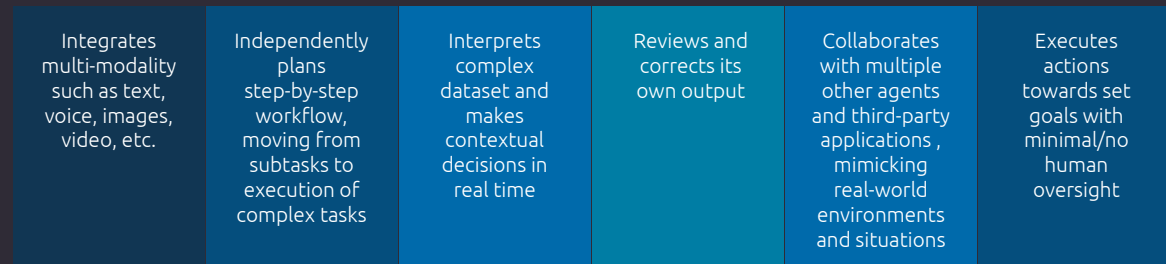 Integrates
multi-modality
such as text,
voice, images,
video, etc.
Independently
plans
step-by-step
workflow,
moving from
subtasks to
execution of
complex tasks
Interprets
complex
dataset and
makes
contextual
decisions in
real time
Reviews and
corrects its
own output
Collaborates
with multiple
other agents
and third-party
applications ,
mimicking
real-world
environments
and situations
Executes
actions
towards set
goals with
minimal/no
human
oversight